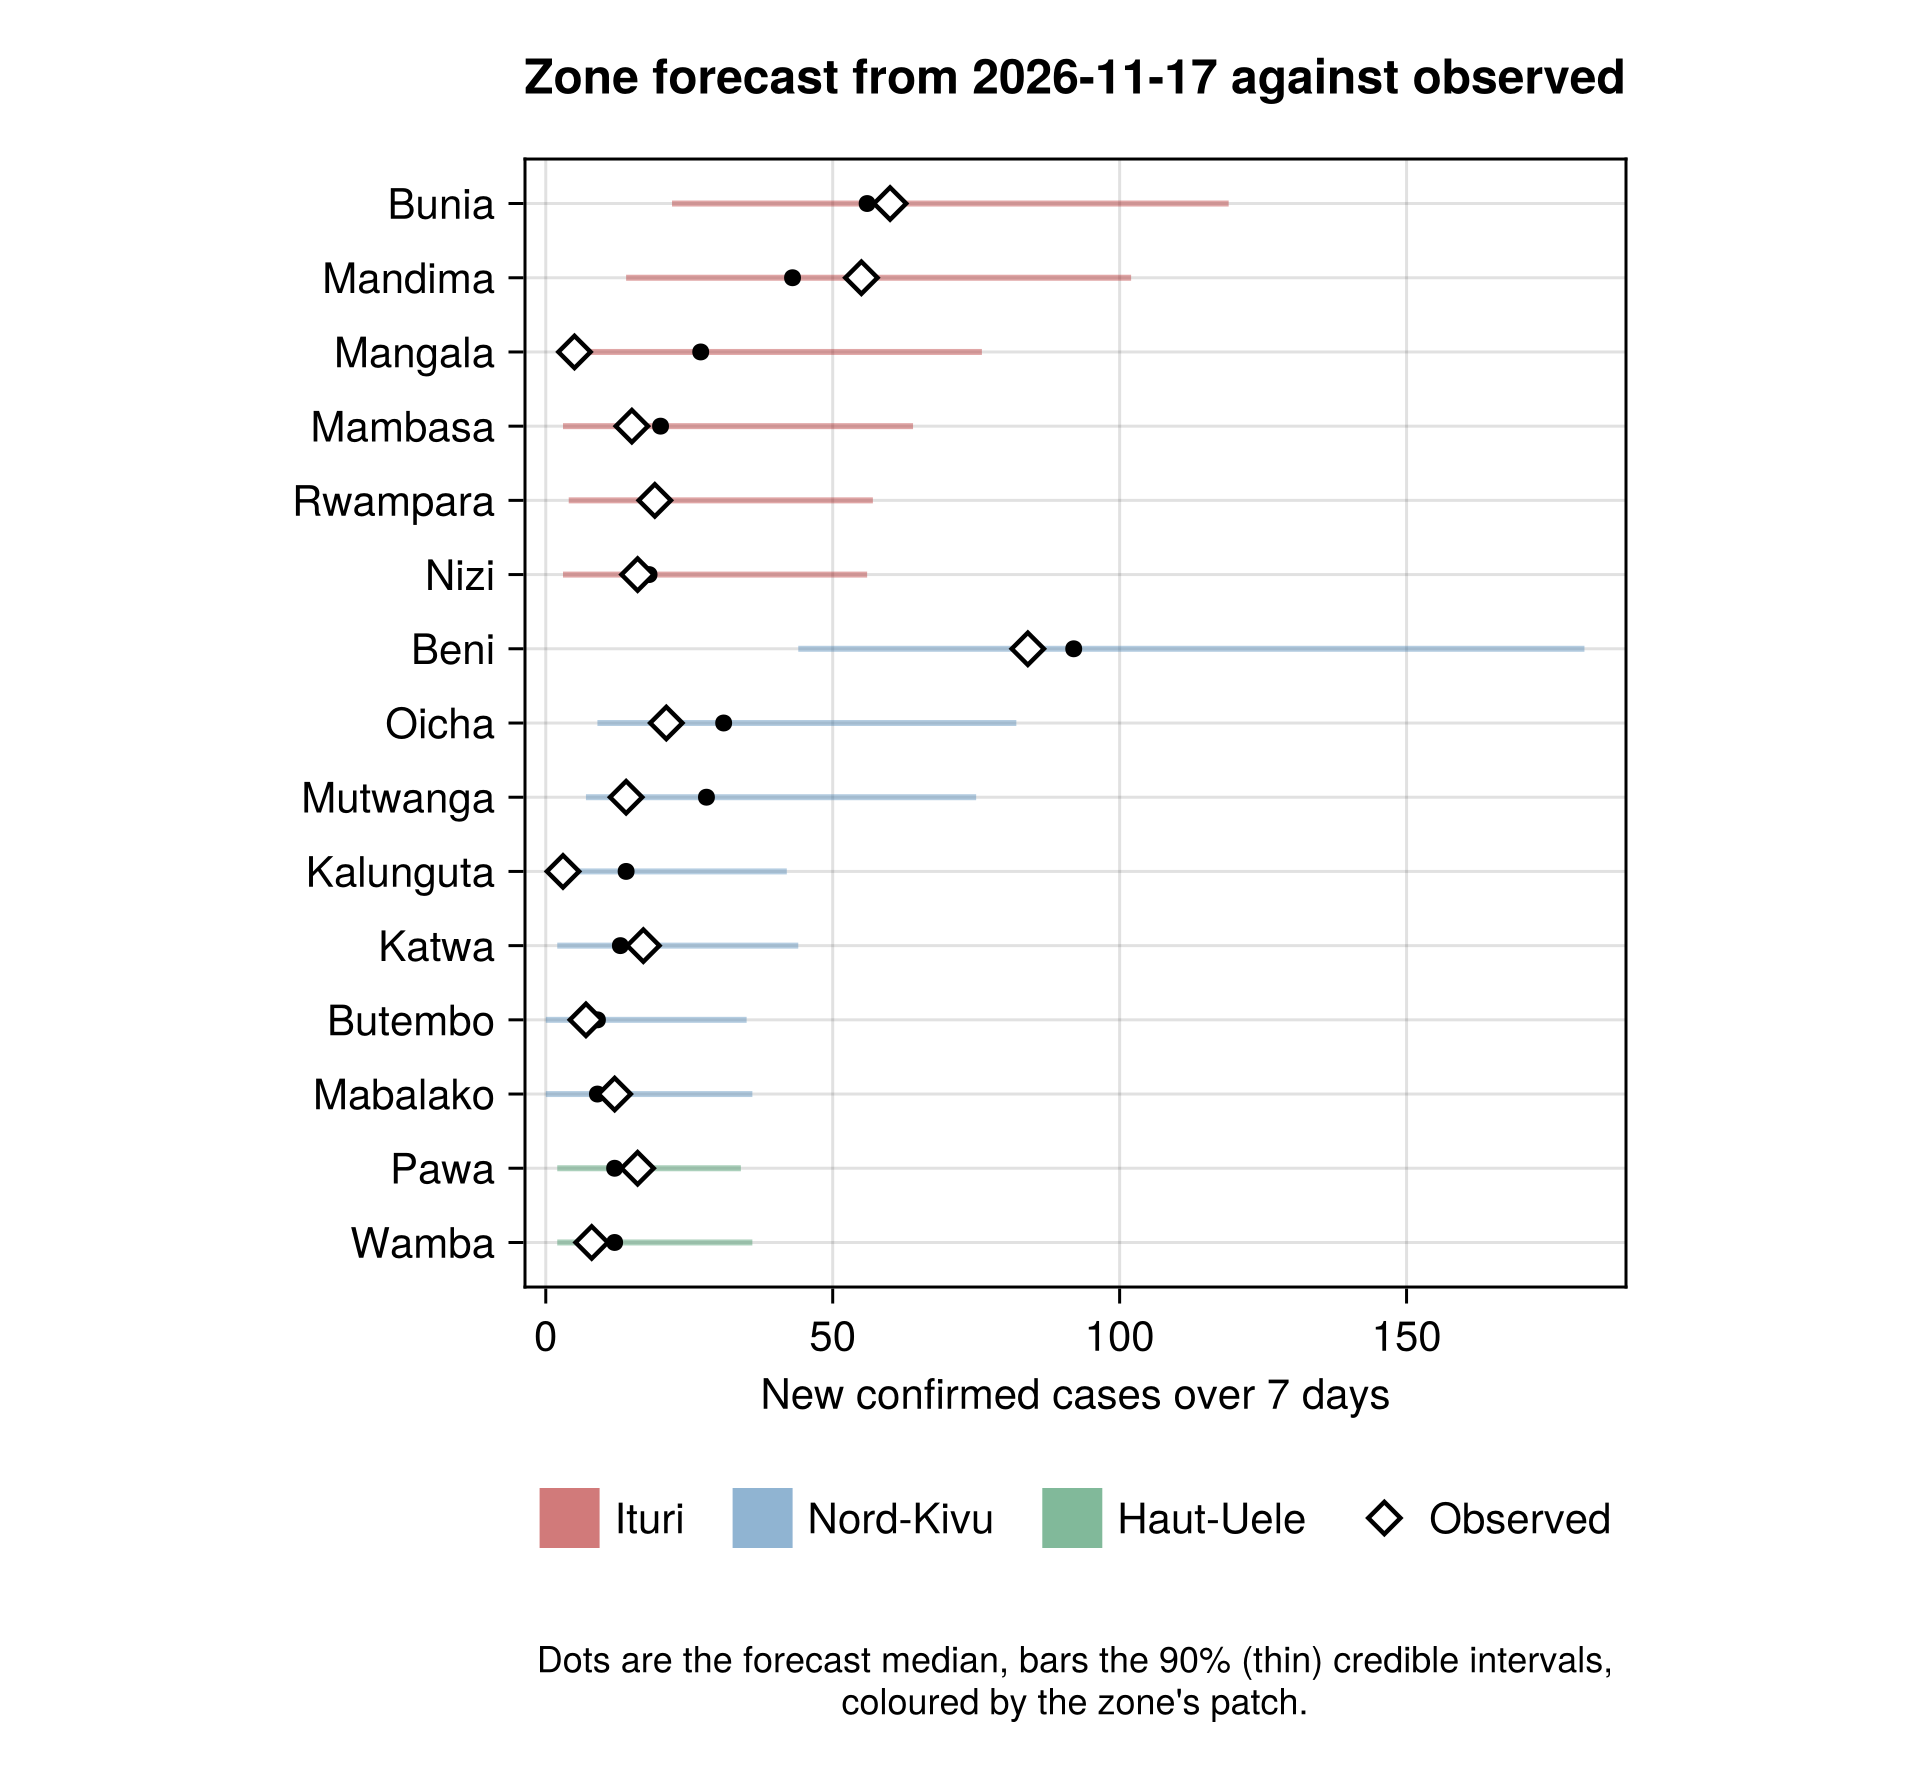 Zone forecast from 2026-11-17 against observed
Bunia
Mandima
Mangala
Mambasa
Rwampara
Nizi
Beni
Oicha
Mutwanga
Kalunguta
Katwa
Butembo
Mabalako
Pawa
Wamba
0 50 100 150
New confirmed cases over 7 days
Ituri Nord-Kivu Haut-Uele Observed
Dots are the forecast median, bars the 90% (thin) credible intervals,
coloured by the zone's patch.